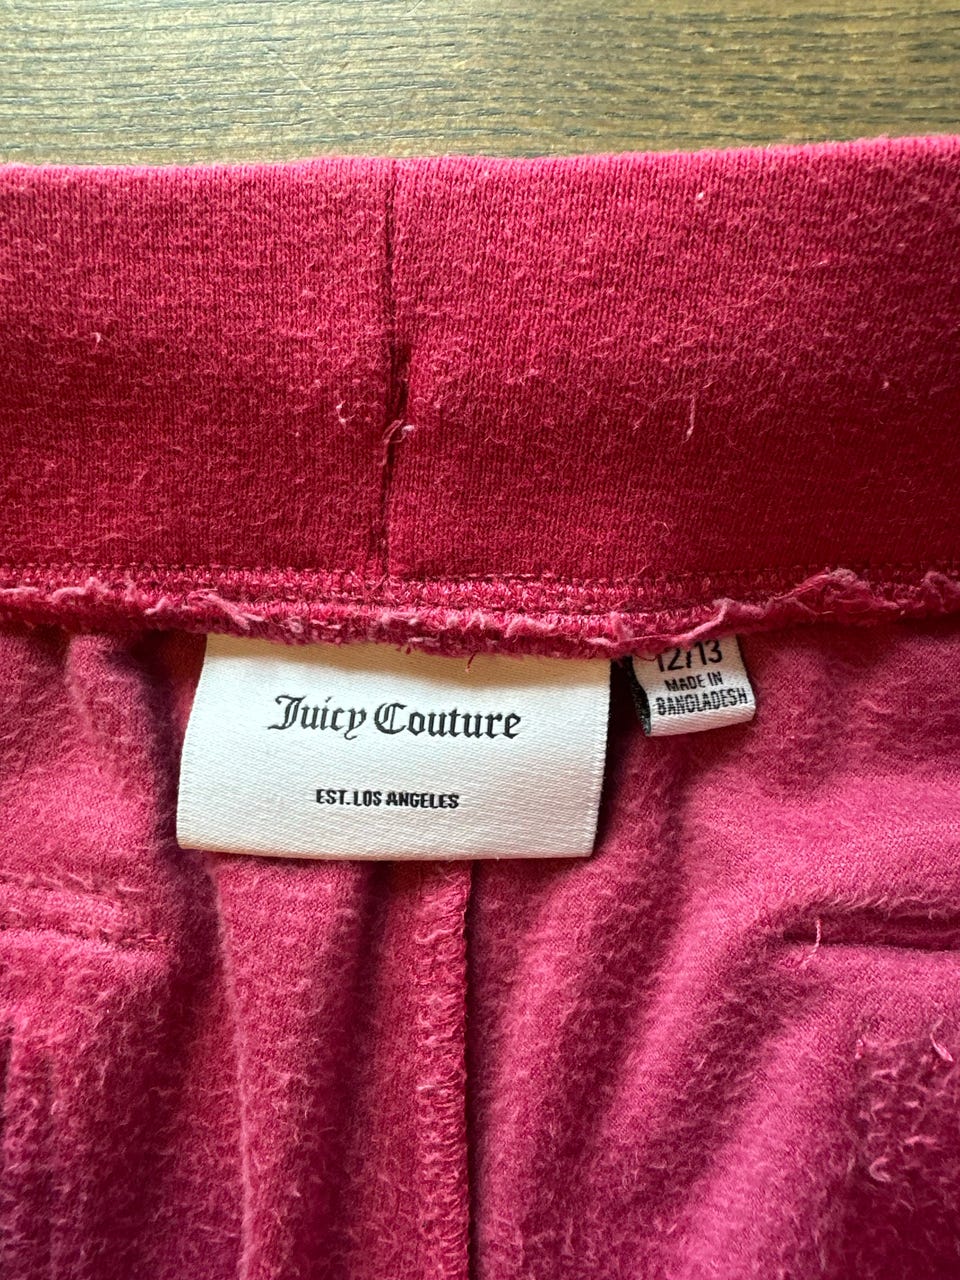 Juicy Couture
EST. LOS ANGELES
12/13
MADE IN
BANGLADESH